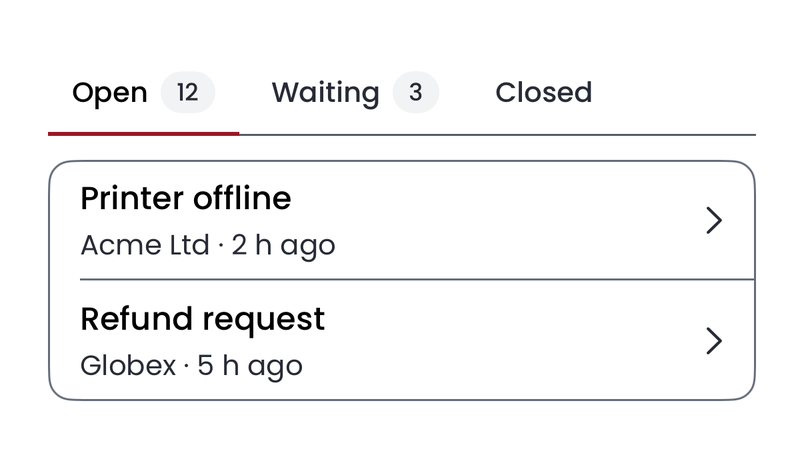 Open 12 Waiting 3 Closed
Printer offline
Acme Ltd · 2 h ago
Refund request
Globex · 5 h ago